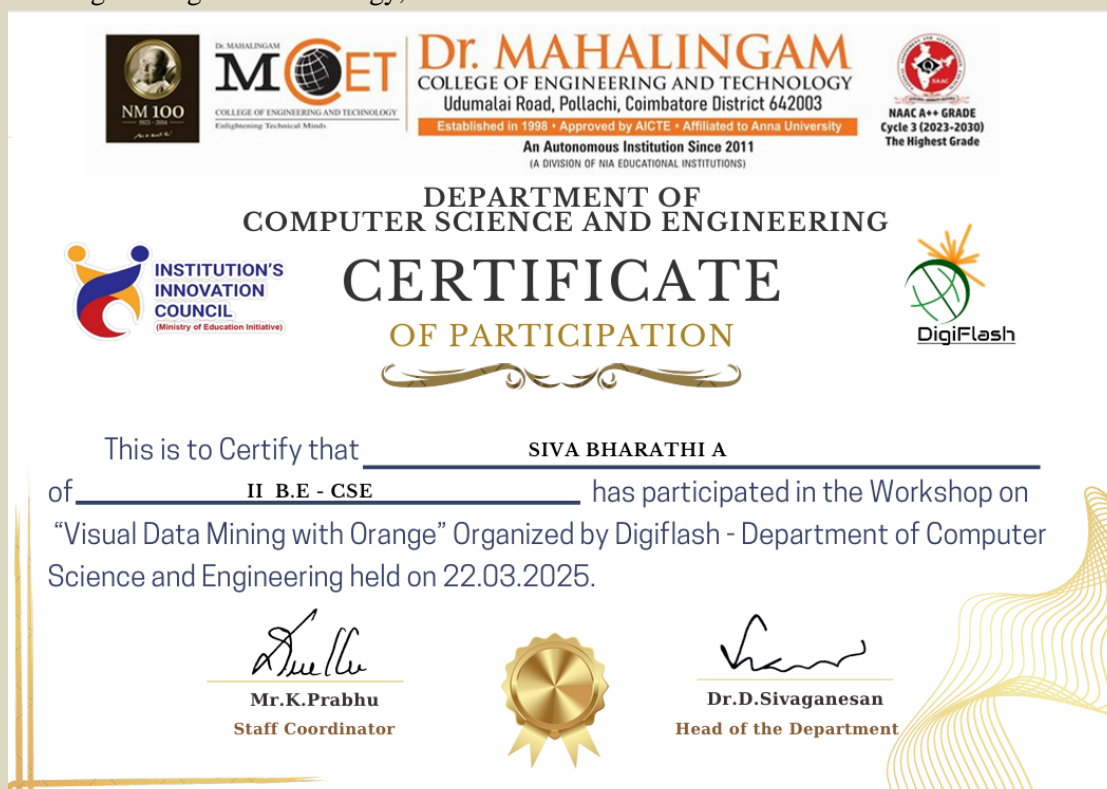 NM 100
1923 - 2014
Dr. MAHALINGAM
MCET
COLLEGE OF ENGINEERING AND TECHNOLOGY
Enlightening Technical Minds
Dr. MAHALINGAM
COLLEGE OF ENGINEERING AND TECHNOLOGY
Udumalai Road, Pollachi, Coimbatore District 642003
Established in 1998 • Approved by AICTE • Affiliated to Anna University
An Autonomous Institution Since 2011
(A DIVISION OF NIA EDUCATIONAL INSTITUTIONS)
NAAC
NAAC A++ GRADE
Cycle 3 (2023-2030)
The Highest Grade
DEPARTMENT OF
COMPUTER SCIENCE AND ENGINEERING
INSTITUTION'S
INNOVATION
COUNCIL
(Ministry of Education Initiative)
CERTIFICATE
OF PARTICIPATION
DigiFlash
This is to Certify that SIVA BHARATHI A
of II B.E - CSE has participated in the Workshop on
“Visual Data Mining with Orange” Organized by Digiflash - Department of Computer
Science and Engineering held on 22.03.2025.
Mr.K.Prabhu
Staff Coordinator
Dr.D.Sivaganesan
Head of the Department